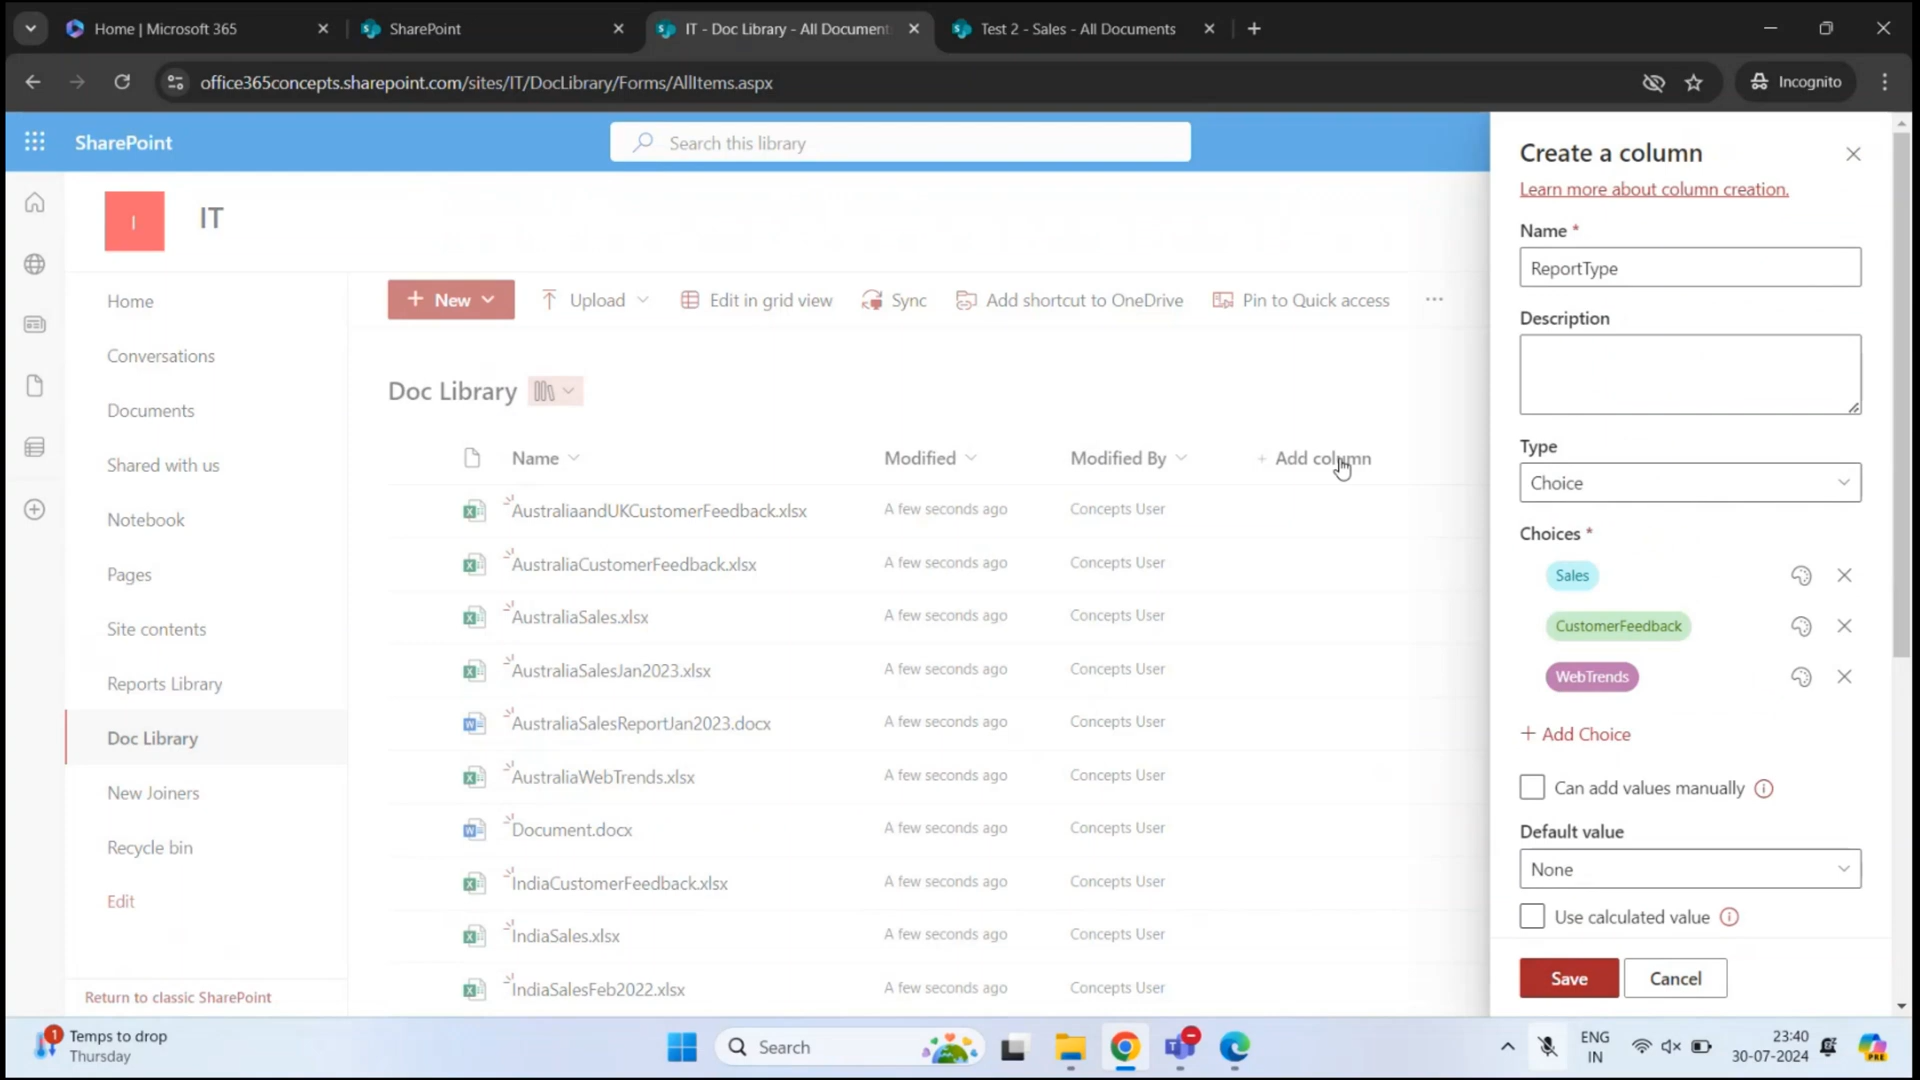 Home | Microsoft 365
SharePoint
IT - Doc Library - All Document
Test 2 - Sales - All Documents
office365concepts.sharepoint.com/sites/IT/DocLibrary/Forms/AllItems.aspx
Incognito
SharePoint
Search this library
I
IT
Home
Conversations
Documents
Shared with us
Notebook
Pages
Site contents
Reports Library
Doc Library
New Joiners
Recycle bin
Edit
Return to classic SharePoint
+ New
Upload
Edit in grid view
Sync
Add shortcut to OneDrive
Pin to Quick access
...
Doc Library
Name
Modified
Modified By
+ Add column
AustraliaandUKCustomerFeedback.xlsx A few seconds ago Concepts User
AustraliaCustomerFeedback.xlsx A few seconds ago Concepts User
AustraliaSales.xlsx A few seconds ago Concepts User
AustraliaSalesJan2023.xlsx A few seconds ago Concepts User
AustraliaSalesReportJan2023.docx A few seconds ago Concepts User
AustraliaWebTrends.xlsx A few seconds ago Concepts User
Document.docx A few seconds ago Concepts User
IndiaCustomerFeedback.xlsx A few seconds ago Concepts User
IndiaSales.xlsx A few seconds ago Concepts User
IndiaSalesFeb2022.xlsx A few seconds ago Concepts User
Create a column
Learn more about column creation.
Name *
ReportType
Description
Type
Choice
Choices *
Sales
CustomerFeedback
WebTrends
+ Add Choice
Can add values manually
Default value
None
Use calculated value
Save
Cancel
1
Temps to drop
Thursday
Search
ENG
IN
23:40
30-07-2024
PRE